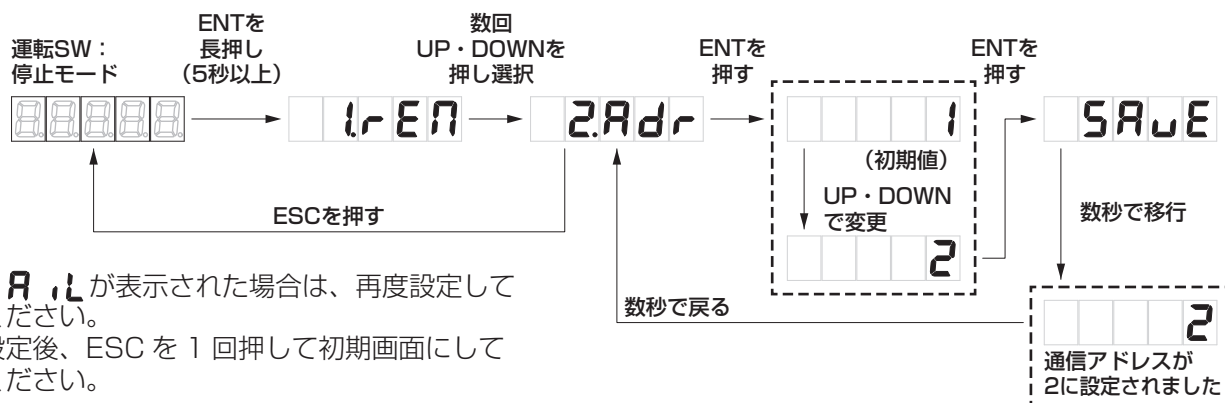 運転SW：
停止モード
ENTを
長押し
（5秒以上）
1.rEM
数回
UP・DOWNを
押し選択
2.Adr
ENTを
押す
1
（初期値）
UP・DOWN
で変更
2
ENTを
押す
SAvE
数秒で移行
2
通信アドレスが
2に設定されました
数秒で戻る
ESCを押す
AiLが表示された場合は、再度設定して
ださい。
定後、ESC を 1 回押して初期画面にして
ださい。